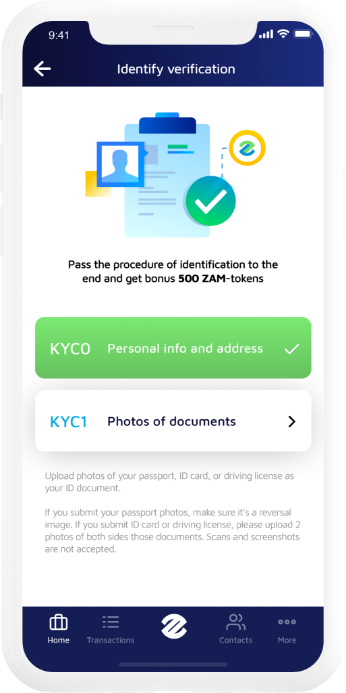 9:41
Identify verification
Pass the procedure of identification to the
end and get bonus 500 ZAM-tokens
KYC0 Personal info and address
KYC1 Photos of documents
Upload photos of your passport, ID card, or driving license as
your ID document.
If you submit your passport photos, make sure it's a reversal
image. If you submit ID card or driving license, please upload 2
photos of both sides those documents. Scans and screenshots
are not accepted.
Home Transactions Contacts More